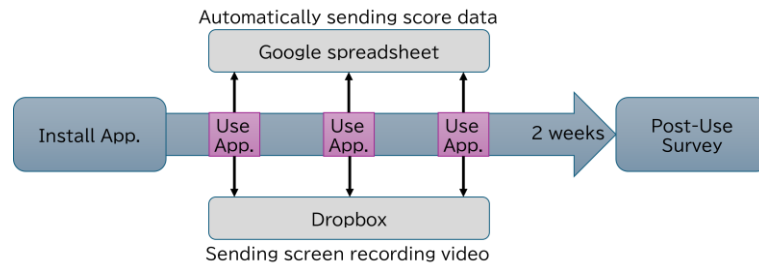 Automatically sending score data
Google spreadsheet
Install App.
Use
App.
Use
App.
Use
App.
2 weeks
Post-Use
Survey
Dropbox
Sending screen recording video